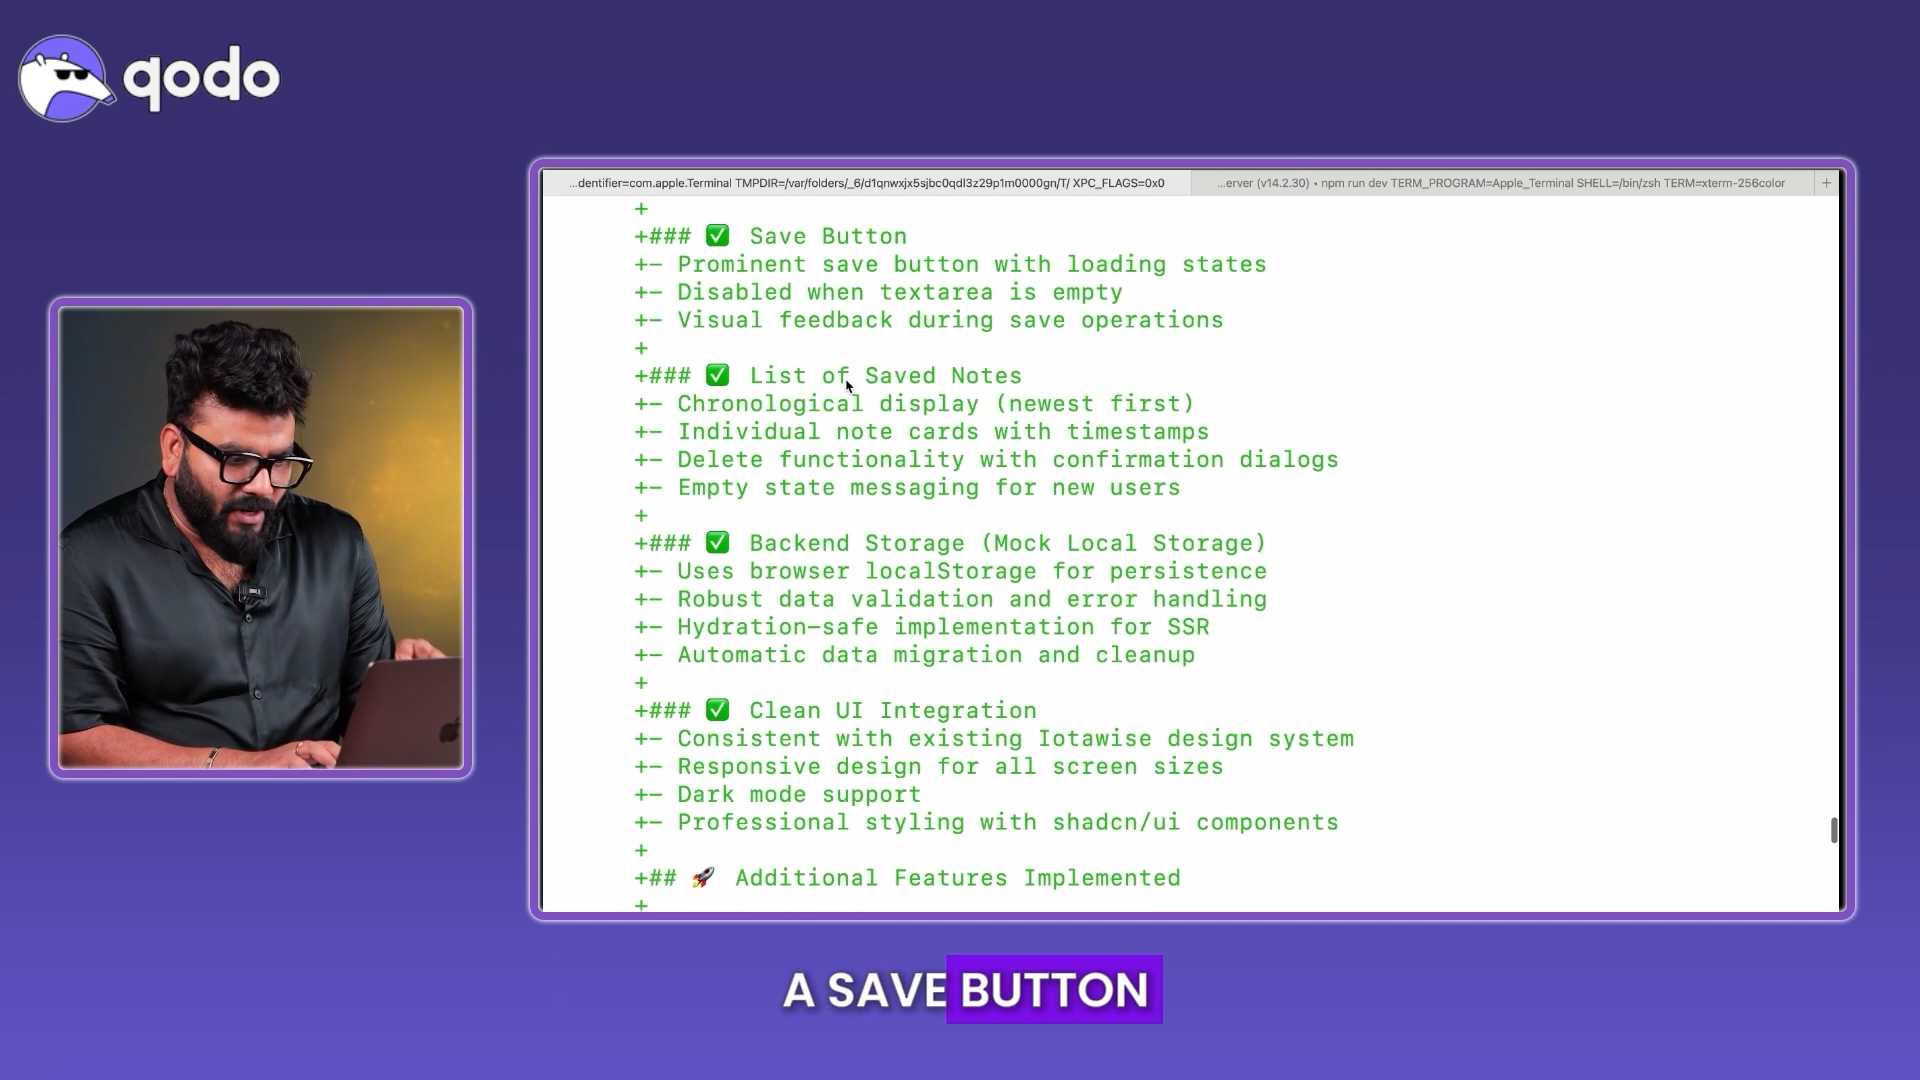 qodo
...dentifier=com.apple.Terminal TMPDIR=/var/folders/_6/d1qnwxjx5sjbc0qdl3z29p1m0000gn/T/ XPC_FLAGS=0x0
...erver (v14.2.30) • npm run dev TERM_PROGRAM=Apple_Terminal SHELL=/bin/zsh TERM=xterm-256color
+
+
+### ✅ Save Button
+- Prominent save button with loading states
+- Disabled when textarea is empty
+- Visual feedback during save operations
+
+### ✅ List of Saved Notes
+- Chronological display (newest first)
+- Individual note cards with timestamps
+- Delete functionality with confirmation dialogs
+- Empty state messaging for new users
+
+### ✅ Backend Storage (Mock Local Storage)
+- Uses browser localStorage for persistence
+- Robust data validation and error handling
+- Hydration-safe implementation for SSR
+- Automatic data migration and cleanup
+
+### ✅ Clean UI Integration
+- Consistent with existing Iotawise design system
+- Responsive design for all screen sizes
+- Dark mode support
+- Professional styling with shadcn/ui components
+
+## 🚀 Additional Features Implemented
+
A SAVE BUTTON